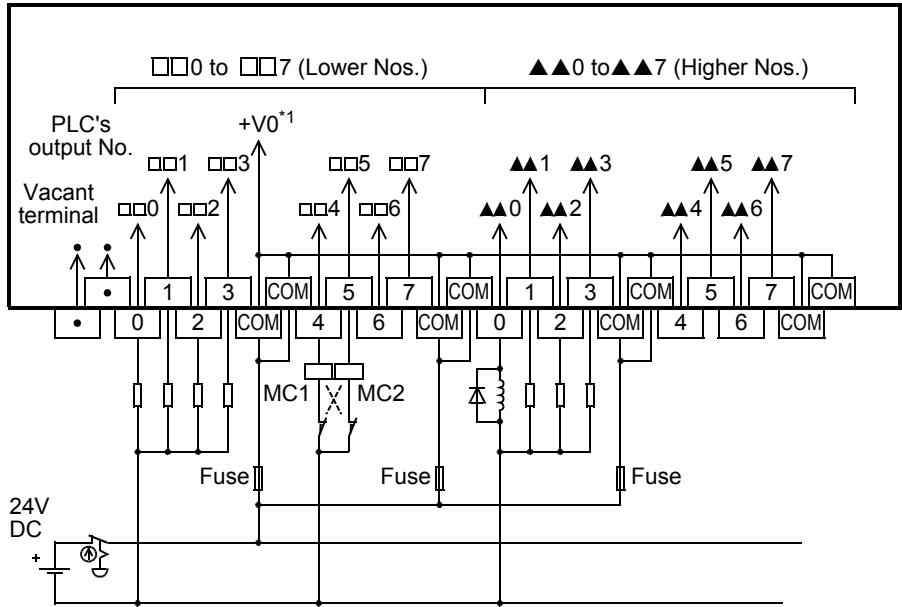 □□0 to □□7 (Lower Nos.) ▲▲0 to▲▲7 (Higher Nos.)
PLC's
output No.
+V0*1
□□1 □□3 □□5 □□7 ▲▲1 ▲▲3 ▲▲5 ▲▲7
Vacant
terminal
□□0 □□2 □□4 □□6 ▲▲0 ▲▲2 ▲▲4 ▲▲6
• 1 3 COM 5 7 COM 1 3 COM 5 7 COM
• 0 2 COM 4 6 COM 0 2 COM 4 6 COM
MC1 MC2
Fuse Fuse Fuse
24V
DC
+